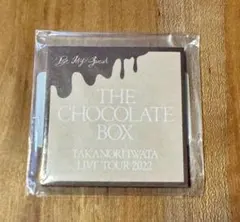 THE
CHOCOLATE
BOX
TAKANORI IWATA
LIVE TOUR 2022